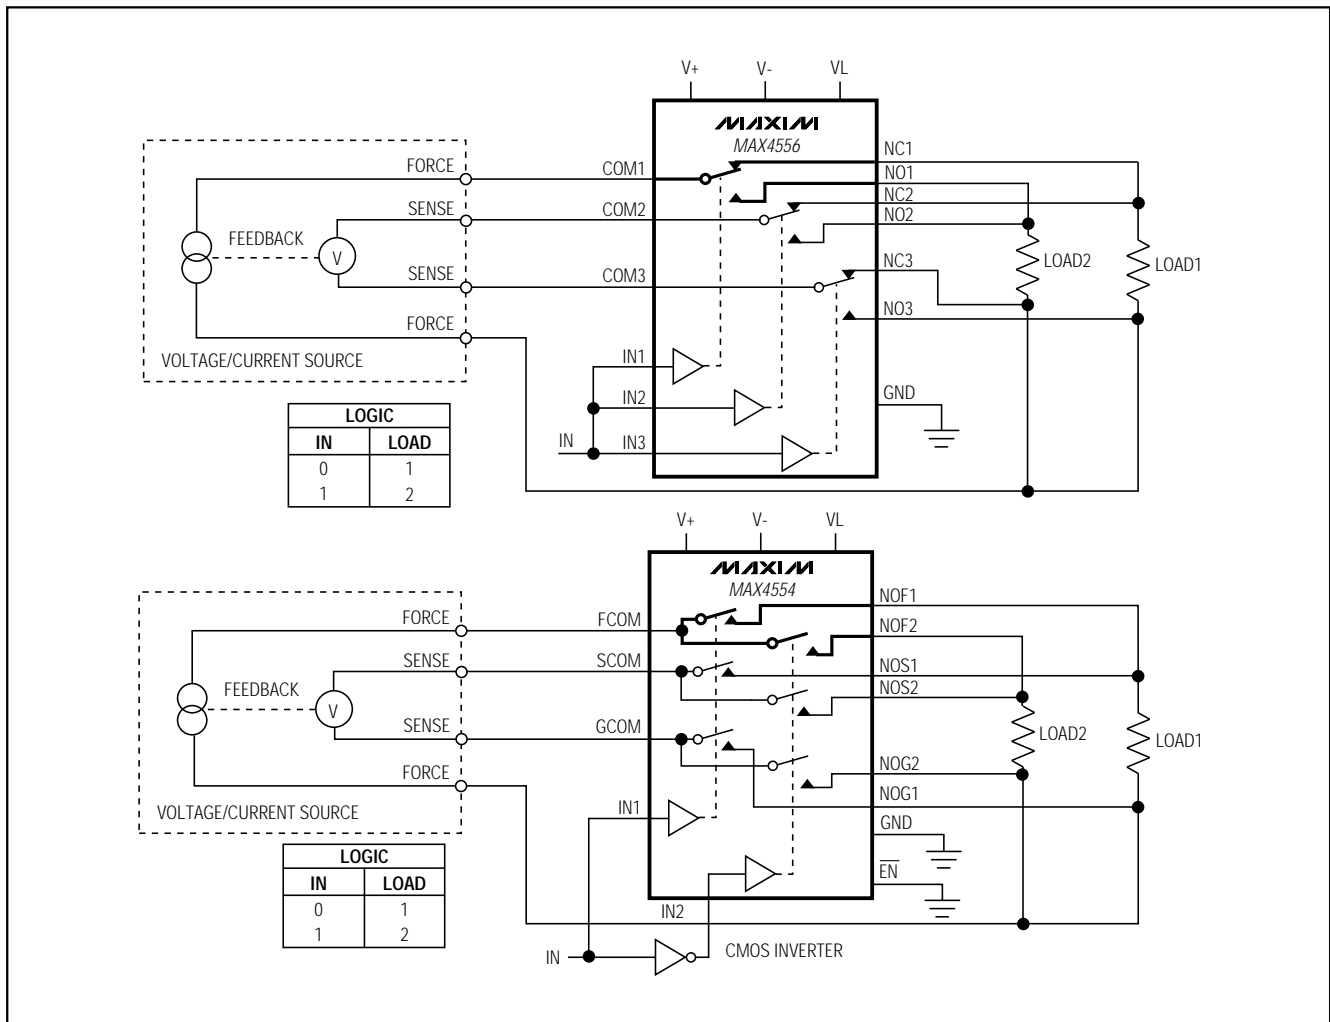 V+ V- VL
MAXIM
MAX4556
NC1
FORCE COM1
NO1
NC2
SENSE COM2 NO2
FEEDBACK
V
LOAD2 LOAD1
NC3
SENSE COM3
NO3
FORCE
VOLTAGE/CURRENT SOURCE
IN1
GND
IN2
LOGIC
IN LOAD
IN IN3
0 1
1 2
V+ V- VL
MAXIM
MAX4554
NOF1
FORCE FCOM
NOF2
SENSE SCOM NOS1
NOS2
FEEDBACK
V
SENSE GCOM
LOAD2 LOAD1
FORCE NOG2
NOG1
VOLTAGE/CURRENT SOURCE
IN1
GND
LOGIC
EN
IN LOAD
0 1
IN2
1 2
IN CMOS INVERTER